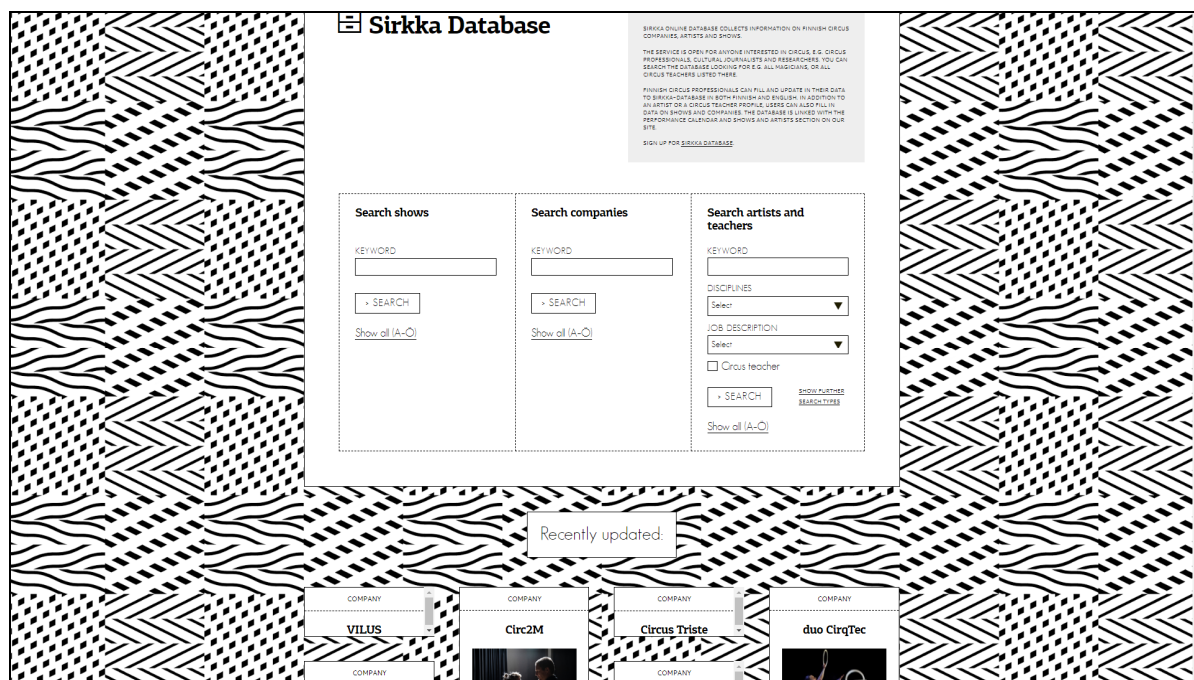 Sirkka Database
SIRKKA ONLINE DATABASE COLLECTS INFORMATION ON FINNISH CIRCUS
COMPANIES, ARTISTS AND SHOWS.
THE SERVICE IS OPEN FOR ANYONE INTERESTED IN CIRCUS, E.G. CIRCUS
PROFESSIONALS, CULTURAL JOURNALISTS AND RESEARCHERS. YOU CAN
SEARCH THE DATABASE LOOKING FOR E.G. ALL MAGICIANS, OR ALL
CIRCUS TEACHERS LISTED THERE.
FINNISH CIRCUS PROFESSIONALS CAN FILL AND UPDATE IN THEIR DATA
TO SIRKKA-DATABASE IN BOTH FINNISH AND ENGLISH. IN ADDITION TO
AN ARTIST OR A CIRCUS TEACHER PROFILE, USERS CAN ALSO FILL IN
DATA ON SHOWS AND COMPANIES. THE DATABASE IS LINKED WITH THE
PERFORMANCE CALENDAR AND SHOWS AND ARTISTS SECTION ON OUR
SITE.
SIGN UP FOR SIRKKA DATABASE.
Search shows
KEYWORD
> SEARCH
Show all (A-Ö)
Search companies
KEYWORD
> SEARCH
Show all (A-Ö)
Search artists and
teachers
KEYWORD
DISCIPLINES
Select
JOB DESCRIPTION
Select
Circus teacher
> SEARCH
SHOW FURTHER
SEARCH TYPES
Show all (A-Ö)
Recently updated:
COMPANY
VILUS
COMPANY
Circ2M
COMPANY
Circus Triste
COMPANY
duo CirqTec
COMPANY
COMPANY